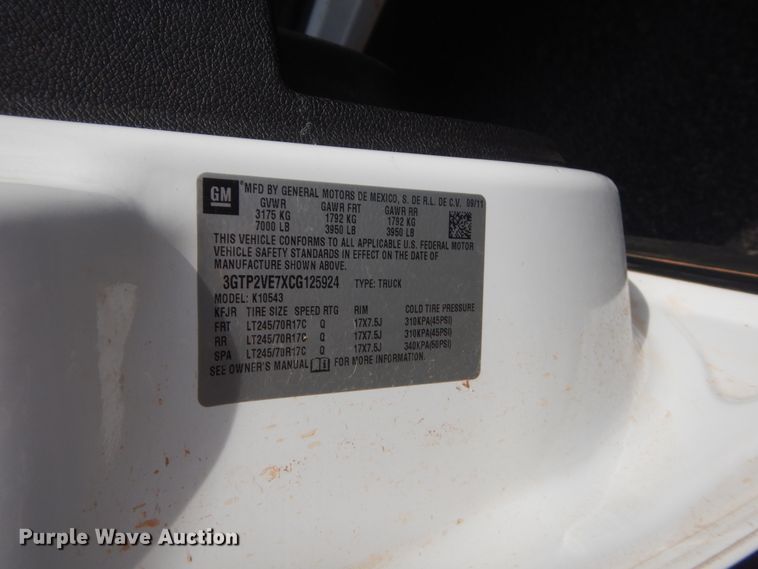 GM ® MFD BY GENERAL MOTORS DE MEXICO, S. DE R.L. DE C.V. 09/11
GVWR GAWR FRT GAWR RR
3175 KG 1792 KG 1792 KG
7000 LB 3950 LB 3950 LB
THIS VEHICLE CONFORMS TO ALL APPLICABLE U.S. FEDERAL MOTOR
VEHICLE SAFETY STANDARDS IN EFFECT ON THE DATE OF
MANUFACTURE SHOWN ABOVE.
3GTP2VE7XCG125924 TYPE: TRUCK
MODEL: K10543
KFJR TIRE SIZE SPEED RTG RIM COLD TIRE PRESSURE
FRT LT245/70R17C Q 17X7.5J 310KPA(45PSI)
RR LT245/70R17C Q 17X7.5J 310KPA(45PSI)
SPA LT245/70R17C Q 17X7.5J 340KPA(50PSI)
SEE OWNER'S MANUAL FOR MORE INFORMATION.
Purple Wave Auction